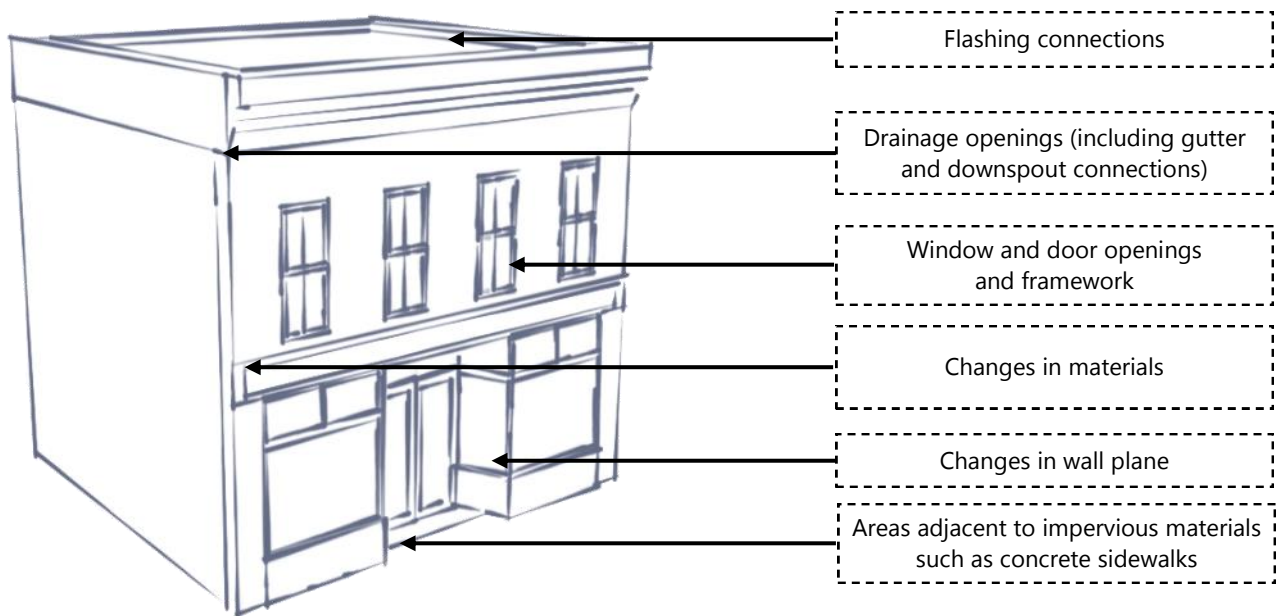 Flashing connections
Drainage openings (including gutter
and downspout connections)
Window and door openings
and framework
Changes in materials
Changes in wall plane
Areas adjacent to impervious materials
such as concrete sidewalks